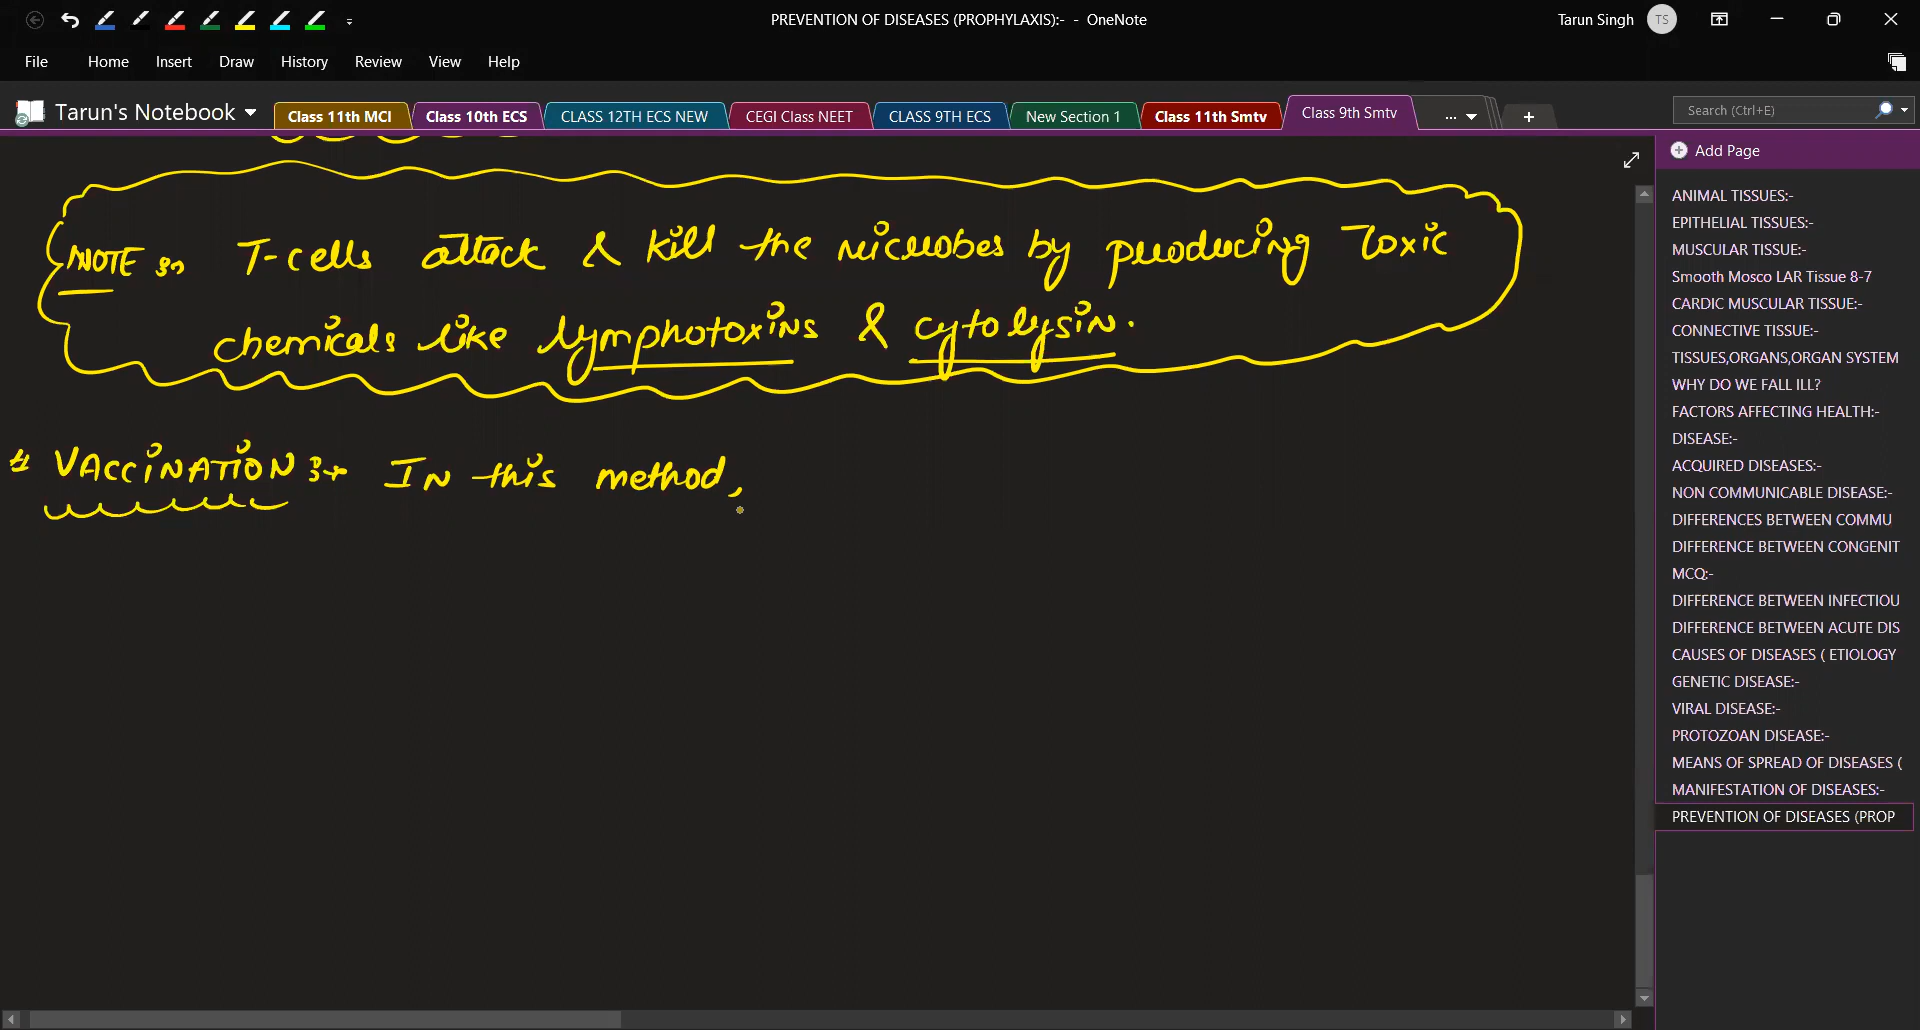 PREVENTION OF DISEASES (PROPHYLAXIS):- - OneNote
Tarun Singh TS
File Home Insert Draw History Review View Help
Tarun's Notebook
Class 11th MCI Class 10th ECS CLASS 12TH ECS NEW CEGI Class NEET CLASS 9TH ECS New Section 1 Class 11th Smtv Class 9th Smtv ... +
Search (Ctrl+E)
NOTE :- T-cells attack & kill the microbes by producing Toxic
chemicals like lymphotoxins & cytolysin.
# VACCINATION :- IN this method,
Add Page
ANIMAL TISSUES:-
EPITHELIAL TISSUES:-
MUSCULAR TISSUE:-
Smooth Mosco LAR Tissue 8-7
CARDIC MUSCULAR TISSUE:-
CONNECTIVE TISSUE:-
TISSUES,ORGANS,ORGAN SYSTEM
WHY DO WE FALL ILL?
FACTORS AFFECTING HEALTH:-
DISEASE:-
ACQUIRED DISEASES:-
NON COMMUNICABLE DISEASE:-
DIFFERENCES BETWEEN COMMU
DIFFERENCE BETWEEN CONGENIT
MCQ:-
DIFFERENCE BETWEEN INFECTIOU
DIFFERENCE BETWEEN ACUTE DIS
CAUSES OF DISEASES ( ETIOLOGY
GENETIC DISEASE:-
VIRAL DISEASE:-
PROTOZOAN DISEASE:-
MEANS OF SPREAD OF DISEASES (
MANIFESTATION OF DISEASES:-
PREVENTION OF DISEASES (PROP